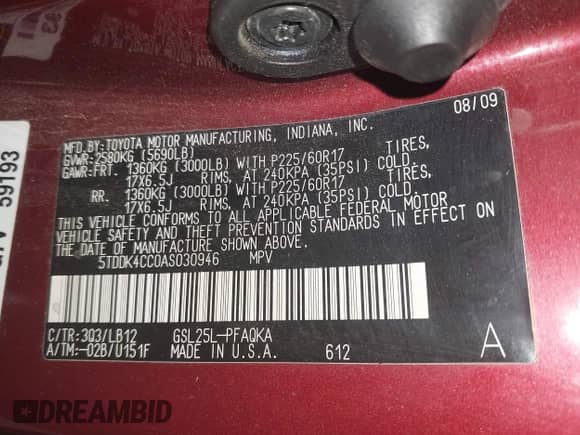 08/09
MFD.BY:TOYOTA MOTOR MANUFACTURING, INDIANA, INC.
GVWR:2580KG (5690LB)
GAWR:FRT. 1360KG (3000LB) WITH P225/60R17 TIRES,
17X6.5J RIMS, AT 240KPA (35PSI) COLD.
RR. 1360KG (3000LB) WITH P225/60R17 TIRES,
17X6.5J RIMS, AT 240KPA (35PSI) COLD.
THIS VEHICLE CONFORMS TO ALL APPLICABLE FEDERAL MOTOR
VEHICLE SAFETY AND THEFT PREVENTION STANDARDS IN EFFECT ON
THE DATE OF MANUFACTURE SHOWN ABOVE.
5TDDK4CC0AS030946 MPV
C/TR:3Q3/LB12 GSL25L-PFAQKA
A/TM:-02B/U151F MADE IN U.S.A. 612 A
59193
DREAMBID